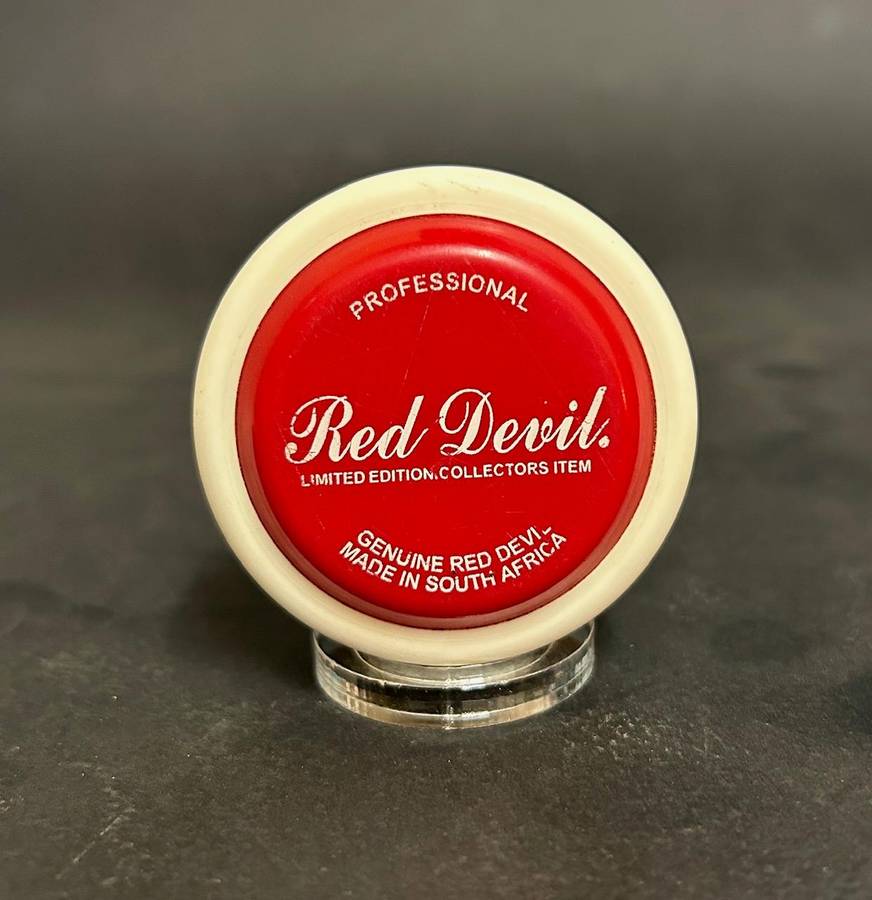 PROFESSIONAL
Red Devil.
LIMITED EDITION.COLLECTORS ITEM
GENUINE RED DEVIL
MADE IN SOUTH AFRICA